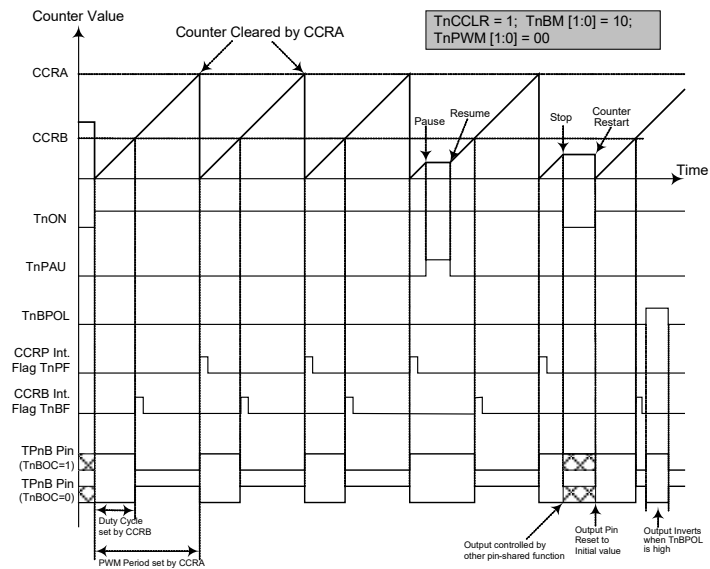 Counter Value
Counter Cleared by CCRA
TnCCLR = 1; TnBM [1:0] = 10;
TnPWM [1:0] = 00
CCRA
Pause
Resume
Stop
Counter
Restart
CCRB
Time
TnON
TnPAU
TnBPOL
CCRP Int.
Flag TnPF
CCRB Int.
Flag TnBF
TPnB Pin
(TnBOC=1)
TPnB Pin
(TnBOC=0)
Duty Cycle
set by CCRB
PWM Period set by CCRA
Output controlled by
other pin-shared function
Output Pin
Reset to
Initial value
Output Inverts
when TnBPOL
is high